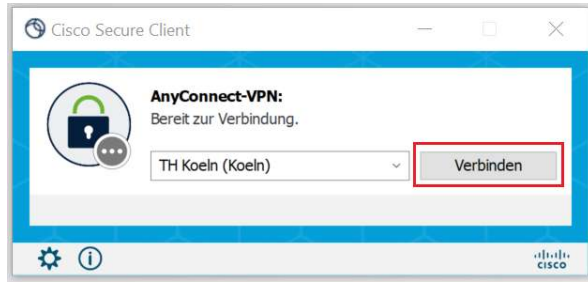 Cisco Secure Client
AnyConnect-VPN:
Bereit zur Verbindung.
TH Koeln (Koeln)
Verbinden
CISCO